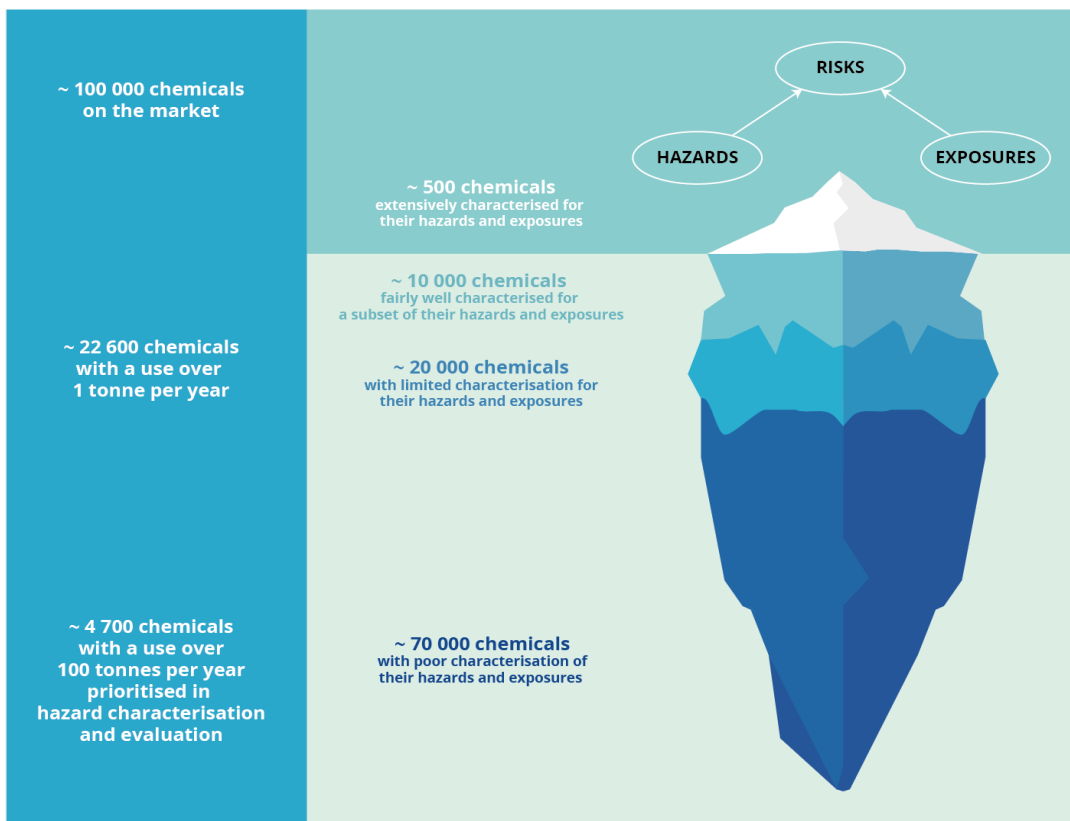 ~ 100 000 chemicals
on the market
~ 22 600 chemicals
with a use over
1 tonne per year
~ 4 700 chemicals
with a use over
100 tonnes per year
prioritised in
hazard characterisation
and evaluation
RISKS
HAZARDS
EXPOSURES
~ 500 chemicals
extensively characterised for
their hazards and exposures
~ 10 000 chemicals
fairly well characterised for
a subset of their hazards and exposures
~ 20 000 chemicals
with limited characterisation for
their hazards and exposures
~ 70 000 chemicals
with poor characterisation of
their hazards and exposures